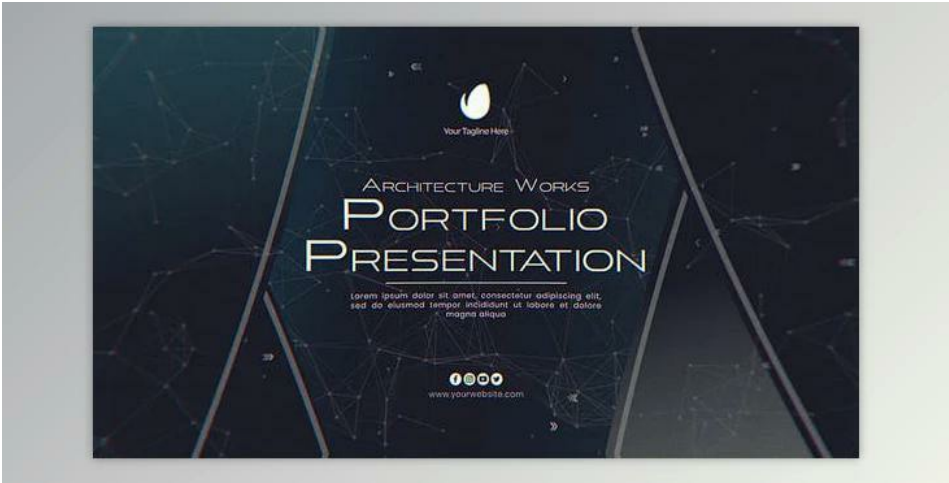 Your Tagline Here
Architecture Works
Portfolio
Presentation
Lorem ipsum dolor sit amet, consectetur adipiscing elit,
sed do eiusmod tempor incididunt ut labore et dolore
magna aliqua
www.yourwebsite.com